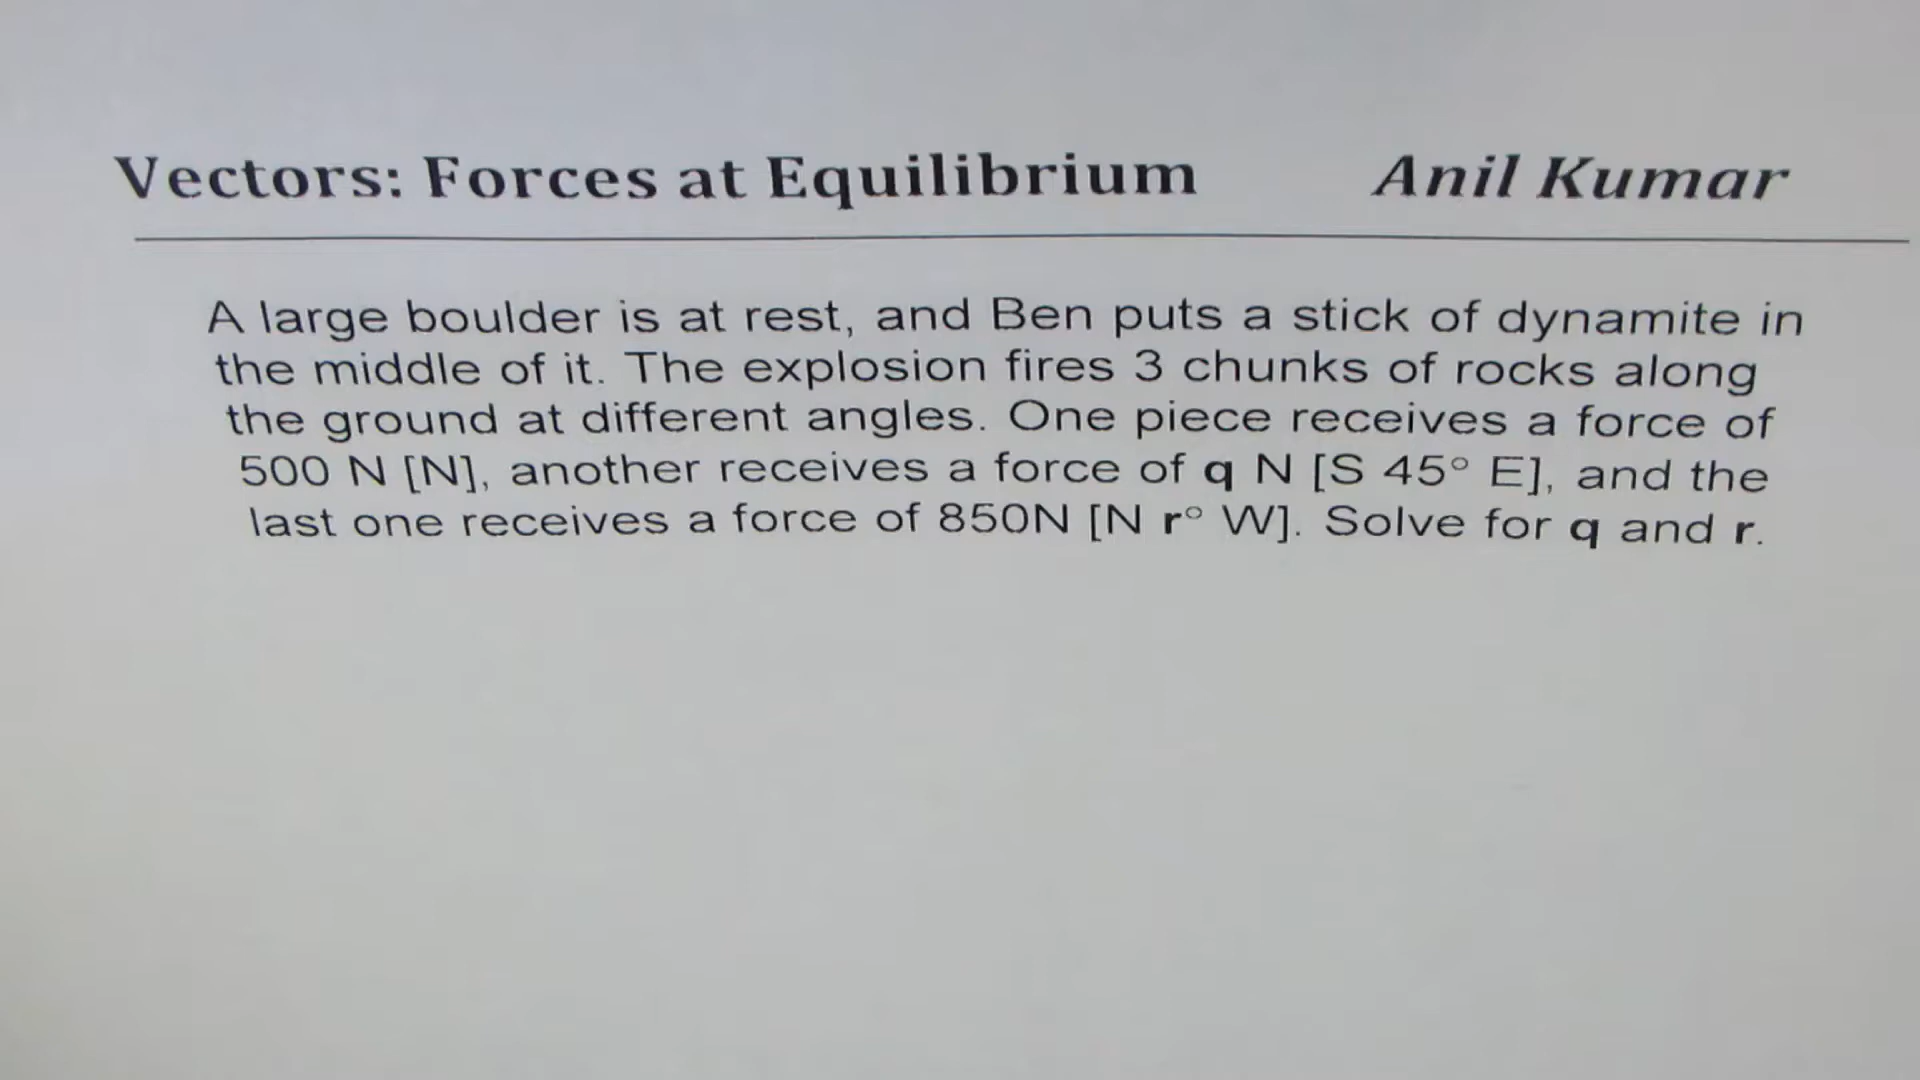 Vectors: Forces at Equilibrium Anil Kumar
A large boulder is at rest, and Ben puts a stick of dynamite in
the middle of it. The explosion fires 3 chunks of rocks along
the ground at different angles. One piece receives a force of
500 N [N], another receives a force of q N [S 45° E], and the
last one receives a force of 850N [N r° W]. Solve for q and r.